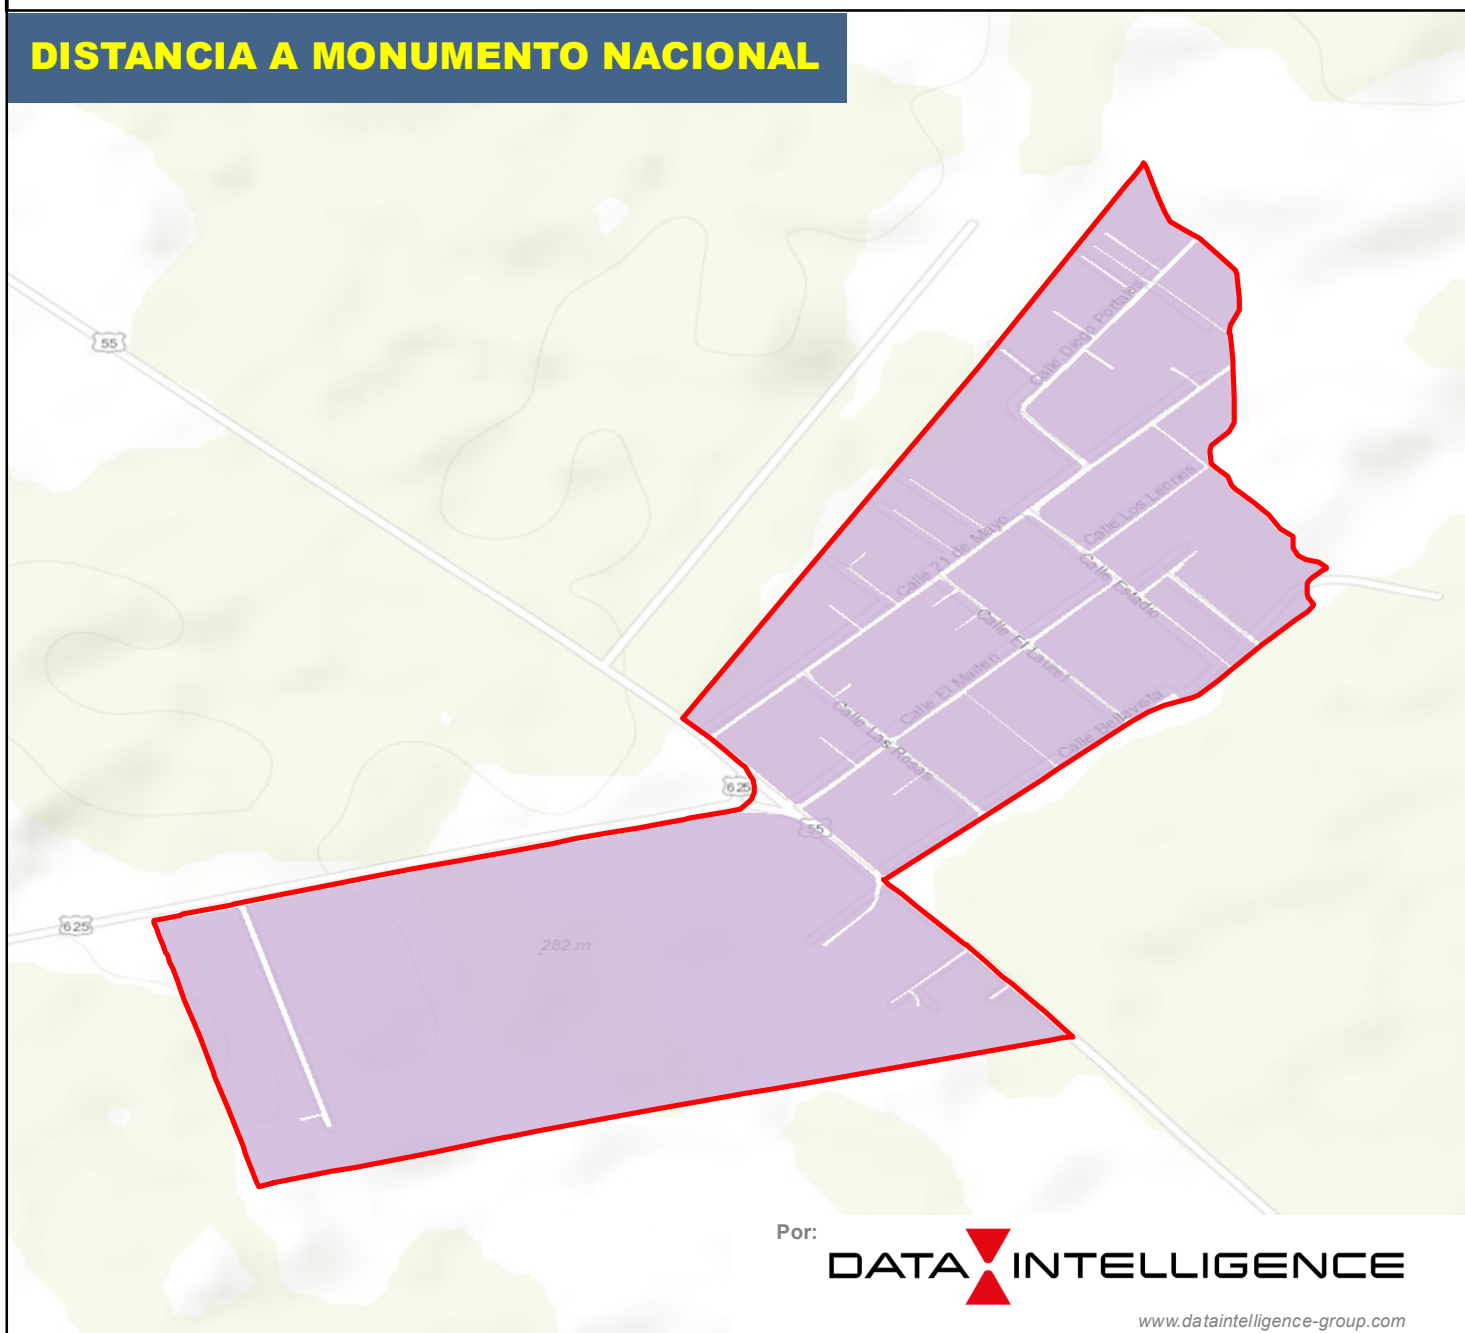 DISTANCIA A MONUMENTO NACIONAL
55
Calle Diego Portales
Calle Los Leones
Calle 21 de Mayo
Calle Estadio
Calle El Laurel
Calle El Maiten
Calle Bellavista
Calle Las Rosas
625
55
625
282 m
Por:
DATA INTELLIGENCE
www.dataintelligence-group.com